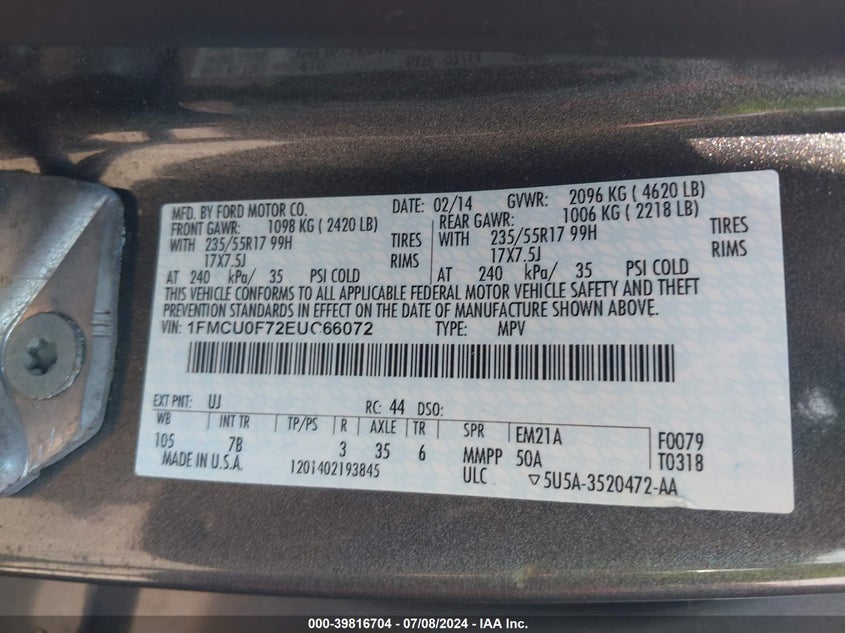 MFD. BY FORD MOTOR CO. DATE: 02/14 GVWR: 2096 KG ( 4620 LB)
FRONT GAWR: 1098 KG ( 2420 LB) REAR GAWR: 1006 KG ( 2218 LB)
WITH 235/55R17 99H TIRES WITH 235/55R17 99H TIRES
17X7.5J RIMS 17X7.5J RIMS
AT 240 kPa/ 35 PSI COLD AT 240 kPa/ 35 PSI COLD
THIS VEHICLE CONFORMS TO ALL APPLICABLE FEDERAL MOTOR VEHICLE SAFETY AND THEFT
PREVENTION STANDARDS IN EFFECT ON THE DATE OF MANUFACTURE SHOWN ABOVE.
VIN: 1FMCU0F72EUC66072 TYPE: MPV
EXT PNT: UJ RC: 44 DSO:
WB INT TR TP/PS R AXLE TR SPR EM21A F0079
105 7B 3 35 6 MMPP 50A T0318
MADE IN U.S.A. 1201402193845 ULC ▽5U5A-3520472-AA
000-39816704 - 07/08/2024 - IAA Inc.